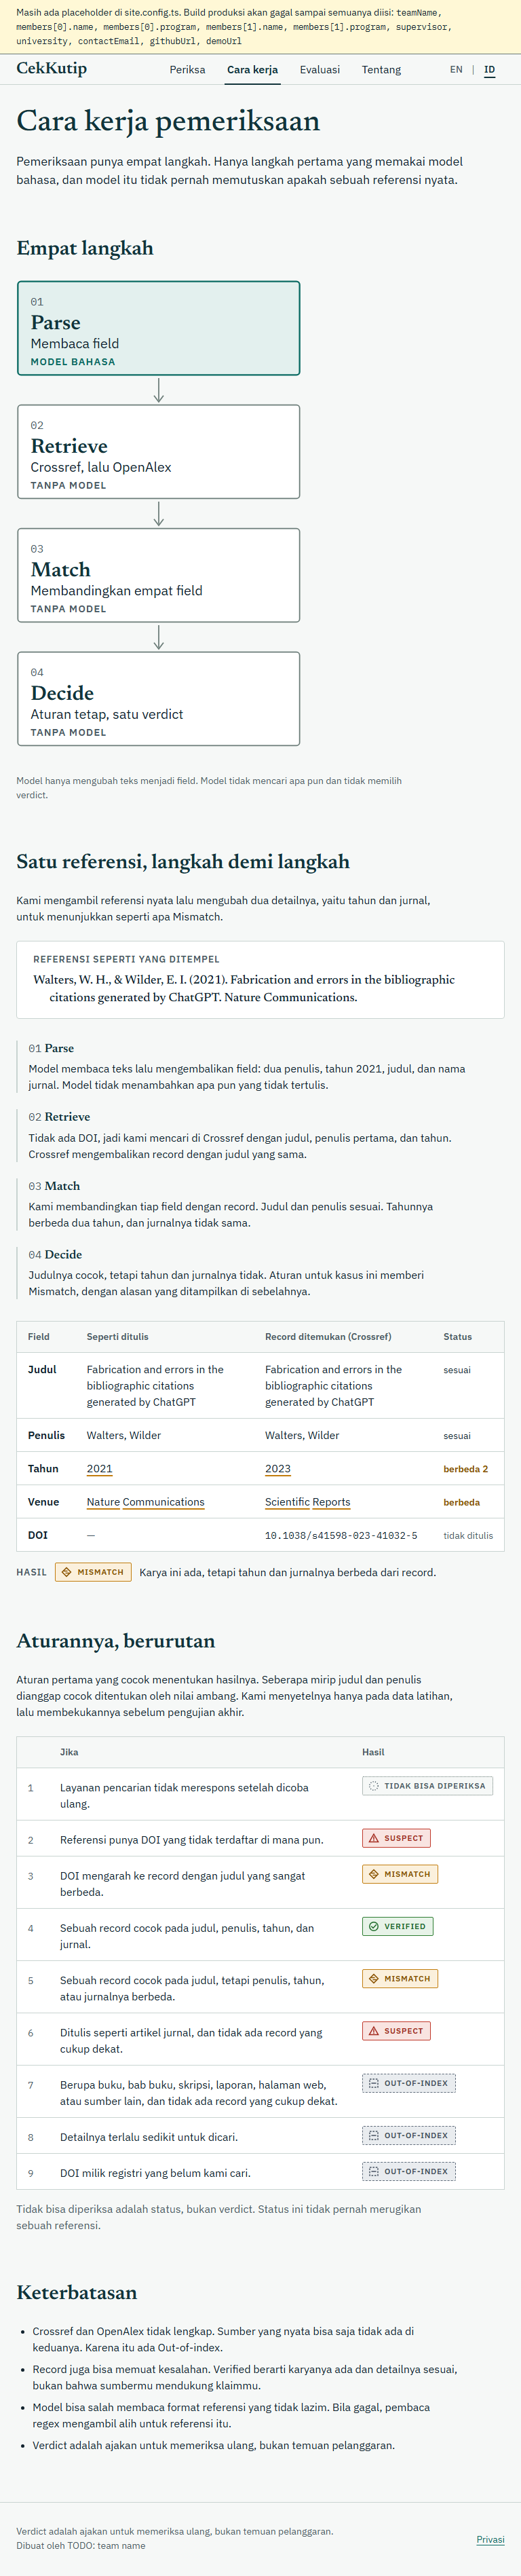 Masih ada placeholder di site.config.ts. Build produksi akan gagal sampai semuanya diisi: teamName,
members[0].name, members[0].program, members[1].name, members[1].program, supervisor,
university, contactEmail, githubUrl, demoUrl
CekKutip
Periksa
Cara kerja
Evaluasi
Tentang
EN | ID
Cara kerja pemeriksaan
Pemeriksaan punya empat langkah. Hanya langkah pertama yang memakai model
bahasa, dan model itu tidak pernah memutuskan apakah sebuah referensi nyata.
Empat langkah
01
Parse
Membaca field
MODEL BAHASA
02
Retrieve
Crossref, lalu OpenAlex
TANPA MODEL
03
Match
Membandingkan empat field
TANPA MODEL
04
Decide
Aturan tetap, satu verdict
TANPA MODEL
Model hanya mengubah teks menjadi field. Model tidak mencari apa pun dan tidak memilih
verdict.
Satu referensi, langkah demi langkah
Kami mengambil referensi nyata lalu mengubah dua detailnya, yaitu tahun dan jurnal,
untuk menunjukkan seperti apa Mismatch.
REFERENSI SEPERTI YANG DITEMPEL
Walters, W. H., & Wilder, E. I. (2021). Fabrication and errors in the bibliographic
citations generated by ChatGPT. Nature Communications.
01 Parse
Model membaca teks lalu mengembalikan field: dua penulis, tahun 2021, judul, dan nama
jurnal. Model tidak menambahkan apa pun yang tidak tertulis.
02 Retrieve
Tidak ada DOI, jadi kami mencari di Crossref dengan judul, penulis pertama, dan tahun.
Crossref mengembalikan record dengan judul yang sama.
03 Match
Kami membandingkan tiap field dengan record. Judul dan penulis sesuai. Tahunnya
berbeda dua tahun, dan jurnalnya tidak sama.
04 Decide
Judulnya cocok, tetapi tahun dan jurnalnya tidak. Aturan untuk kasus ini memberi
Mismatch, dengan alasan yang ditampilkan di sebelahnya.
Field Seperti ditulis Record ditemukan (Crossref) Status
Judul Fabrication and errors in the Fabrication and errors in the sesuai
bibliographic citations bibliographic citations
generated by ChatGPT generated by ChatGPT
Penulis Walters, Wilder Walters, Wilder sesuai
Tahun 2021 2023 berbeda 2
Venue Nature Communications Scientific Reports berbeda
DOI — 10.1038/s41598-023-41032-5 tidak ditulis
HASIL MISMATCH Karya ini ada, tetapi tahun dan jurnalnya berbeda dari record.
Aturannya, berurutan
Aturan pertama yang cocok menentukan hasilnya. Seberapa mirip judul dan penulis
dianggap cocok ditentukan oleh nilai ambang. Kami menyetelnya hanya pada data latihan,
lalu membekukannya sebelum pengujian akhir.
Jika Hasil
1 Layanan pencarian tidak merespons setelah dicoba TIDAK BISA DIPERIKSA
ulang.
2 Referensi punya DOI yang tidak terdaftar di mana pun. SUSPECT
3 DOI mengarah ke record dengan judul yang sangat MISMATCH
berbeda.
4 Sebuah record cocok pada judul, penulis, tahun, dan VERIFIED
jurnal.
5 Sebuah record cocok pada judul, tetapi penulis, tahun, MISMATCH
atau jurnalnya berbeda.
6 Ditulis seperti artikel jurnal, dan tidak ada record yang SUSPECT
cukup dekat.
7 Berupa buku, bab buku, skripsi, laporan, halaman web, OUT-OF-INDEX
atau sumber lain, dan tidak ada record yang cukup dekat.
8 Detailnya terlalu sedikit untuk dicari. OUT-OF-INDEX
9 DOI milik registri yang belum kami cari. OUT-OF-INDEX
Tidak bisa diperiksa adalah status, bukan verdict. Status ini tidak pernah merugikan
sebuah referensi.
Keterbatasan
• Crossref dan OpenAlex tidak lengkap. Sumber yang nyata bisa saja tidak ada di
keduanya. Karena itu ada Out-of-index.
• Record juga bisa memuat kesalahan. Verified berarti karyanya ada dan detailnya sesuai,
bukan bahwa sumbermu mendukung klaimmu.
• Model bisa salah membaca format referensi yang tidak lazim. Bila gagal, pembaca
regex mengambil alih untuk referensi itu.
• Verdict adalah ajakan untuk memeriksa ulang, bukan temuan pelanggaran.
Verdict adalah ajakan untuk memeriksa ulang, bukan temuan pelanggaran.
Dibuat oleh TODO: team name
Privasi